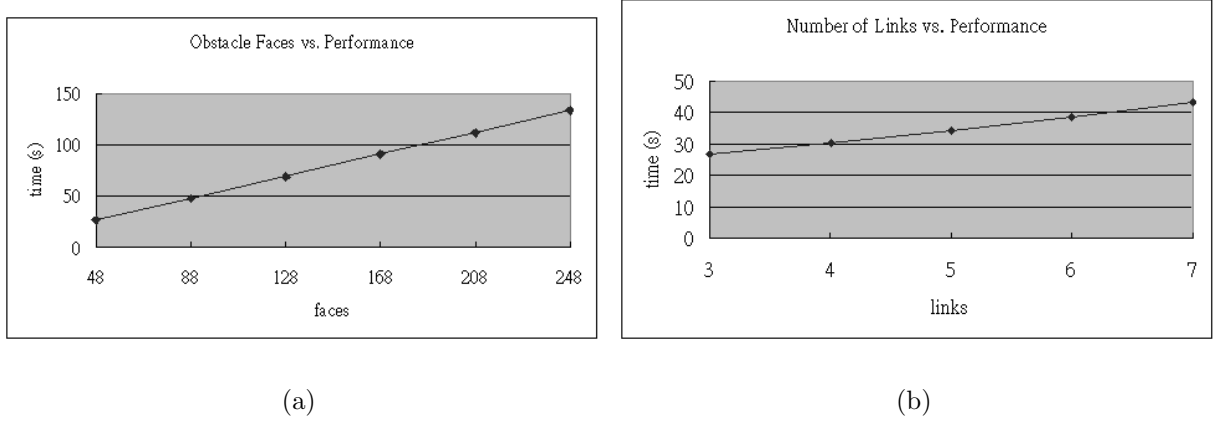 Obstacle Faces vs. Performance
150
100
50
0
time (s)
48 88 128 168 208 248
faces
Number of Links vs. Performance
50
40
30
20
10
0
time (s)
3 4 5 6 7
links
(a)
(b)